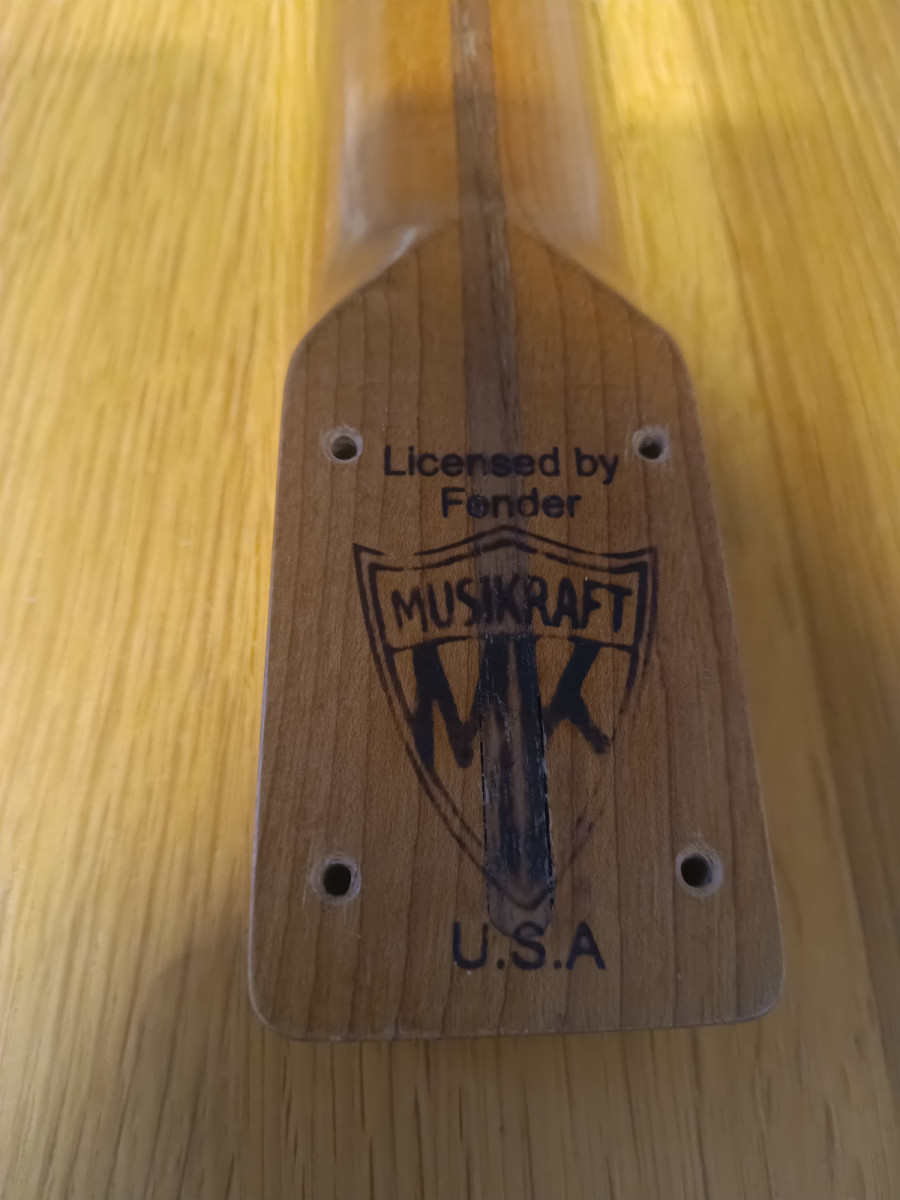 Licensed by
Fender
MUSIKRAFT
MK
U.S.A